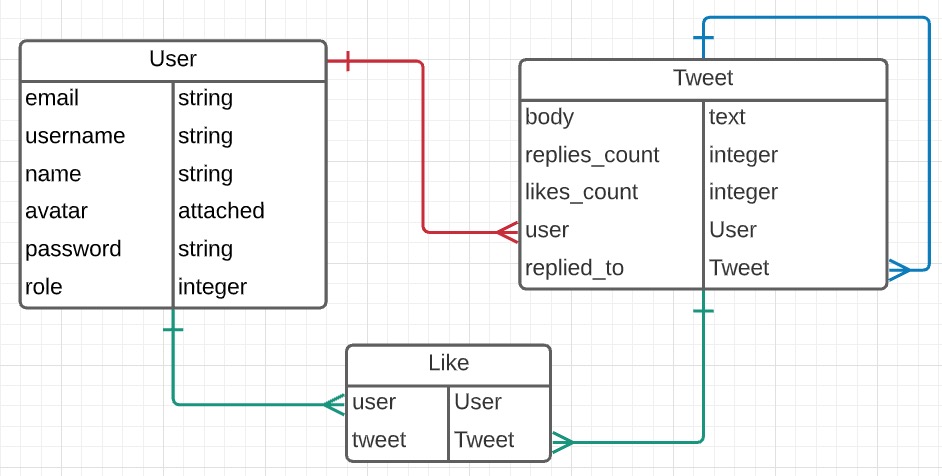 User
email string
username string
name string
avatar attached
password string
role integer
Tweet
body text
replies_count integer
likes_count integer
user User
replied_to Tweet
Like
user User
tweet Tweet